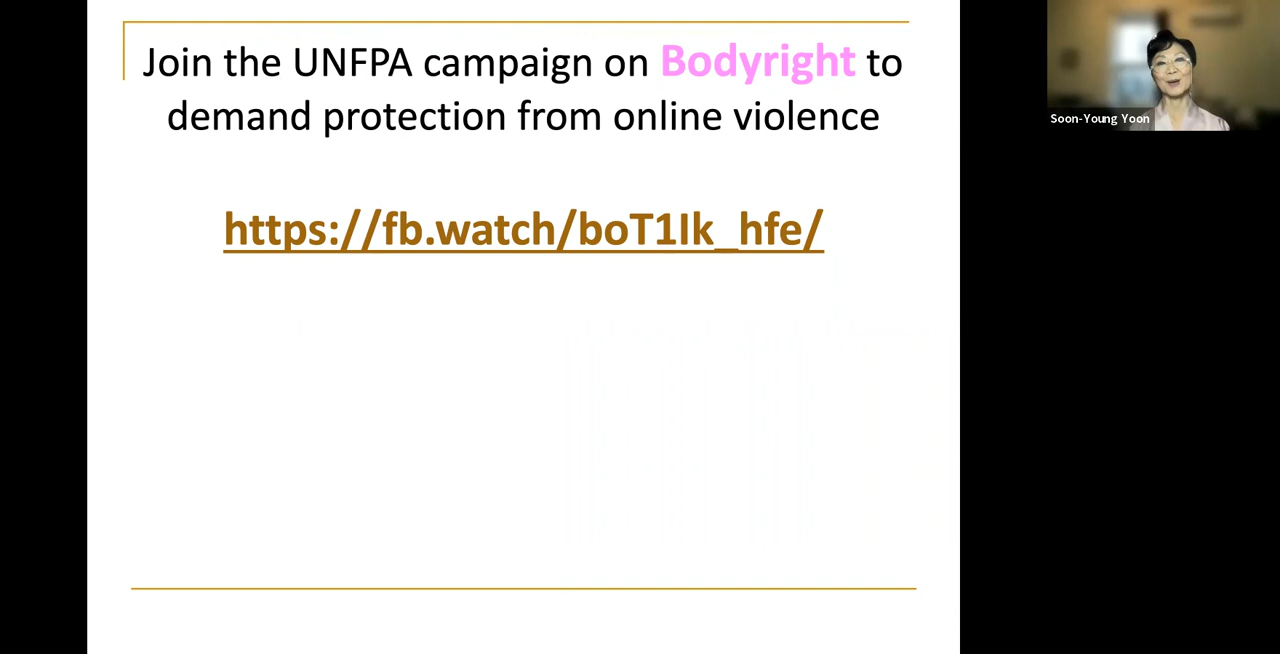 Join the UNFPA campaign on Bodyright to
demand protection from online violence
https://fb.watch/boT1Ik_hfe/
Soon-Young Yoon